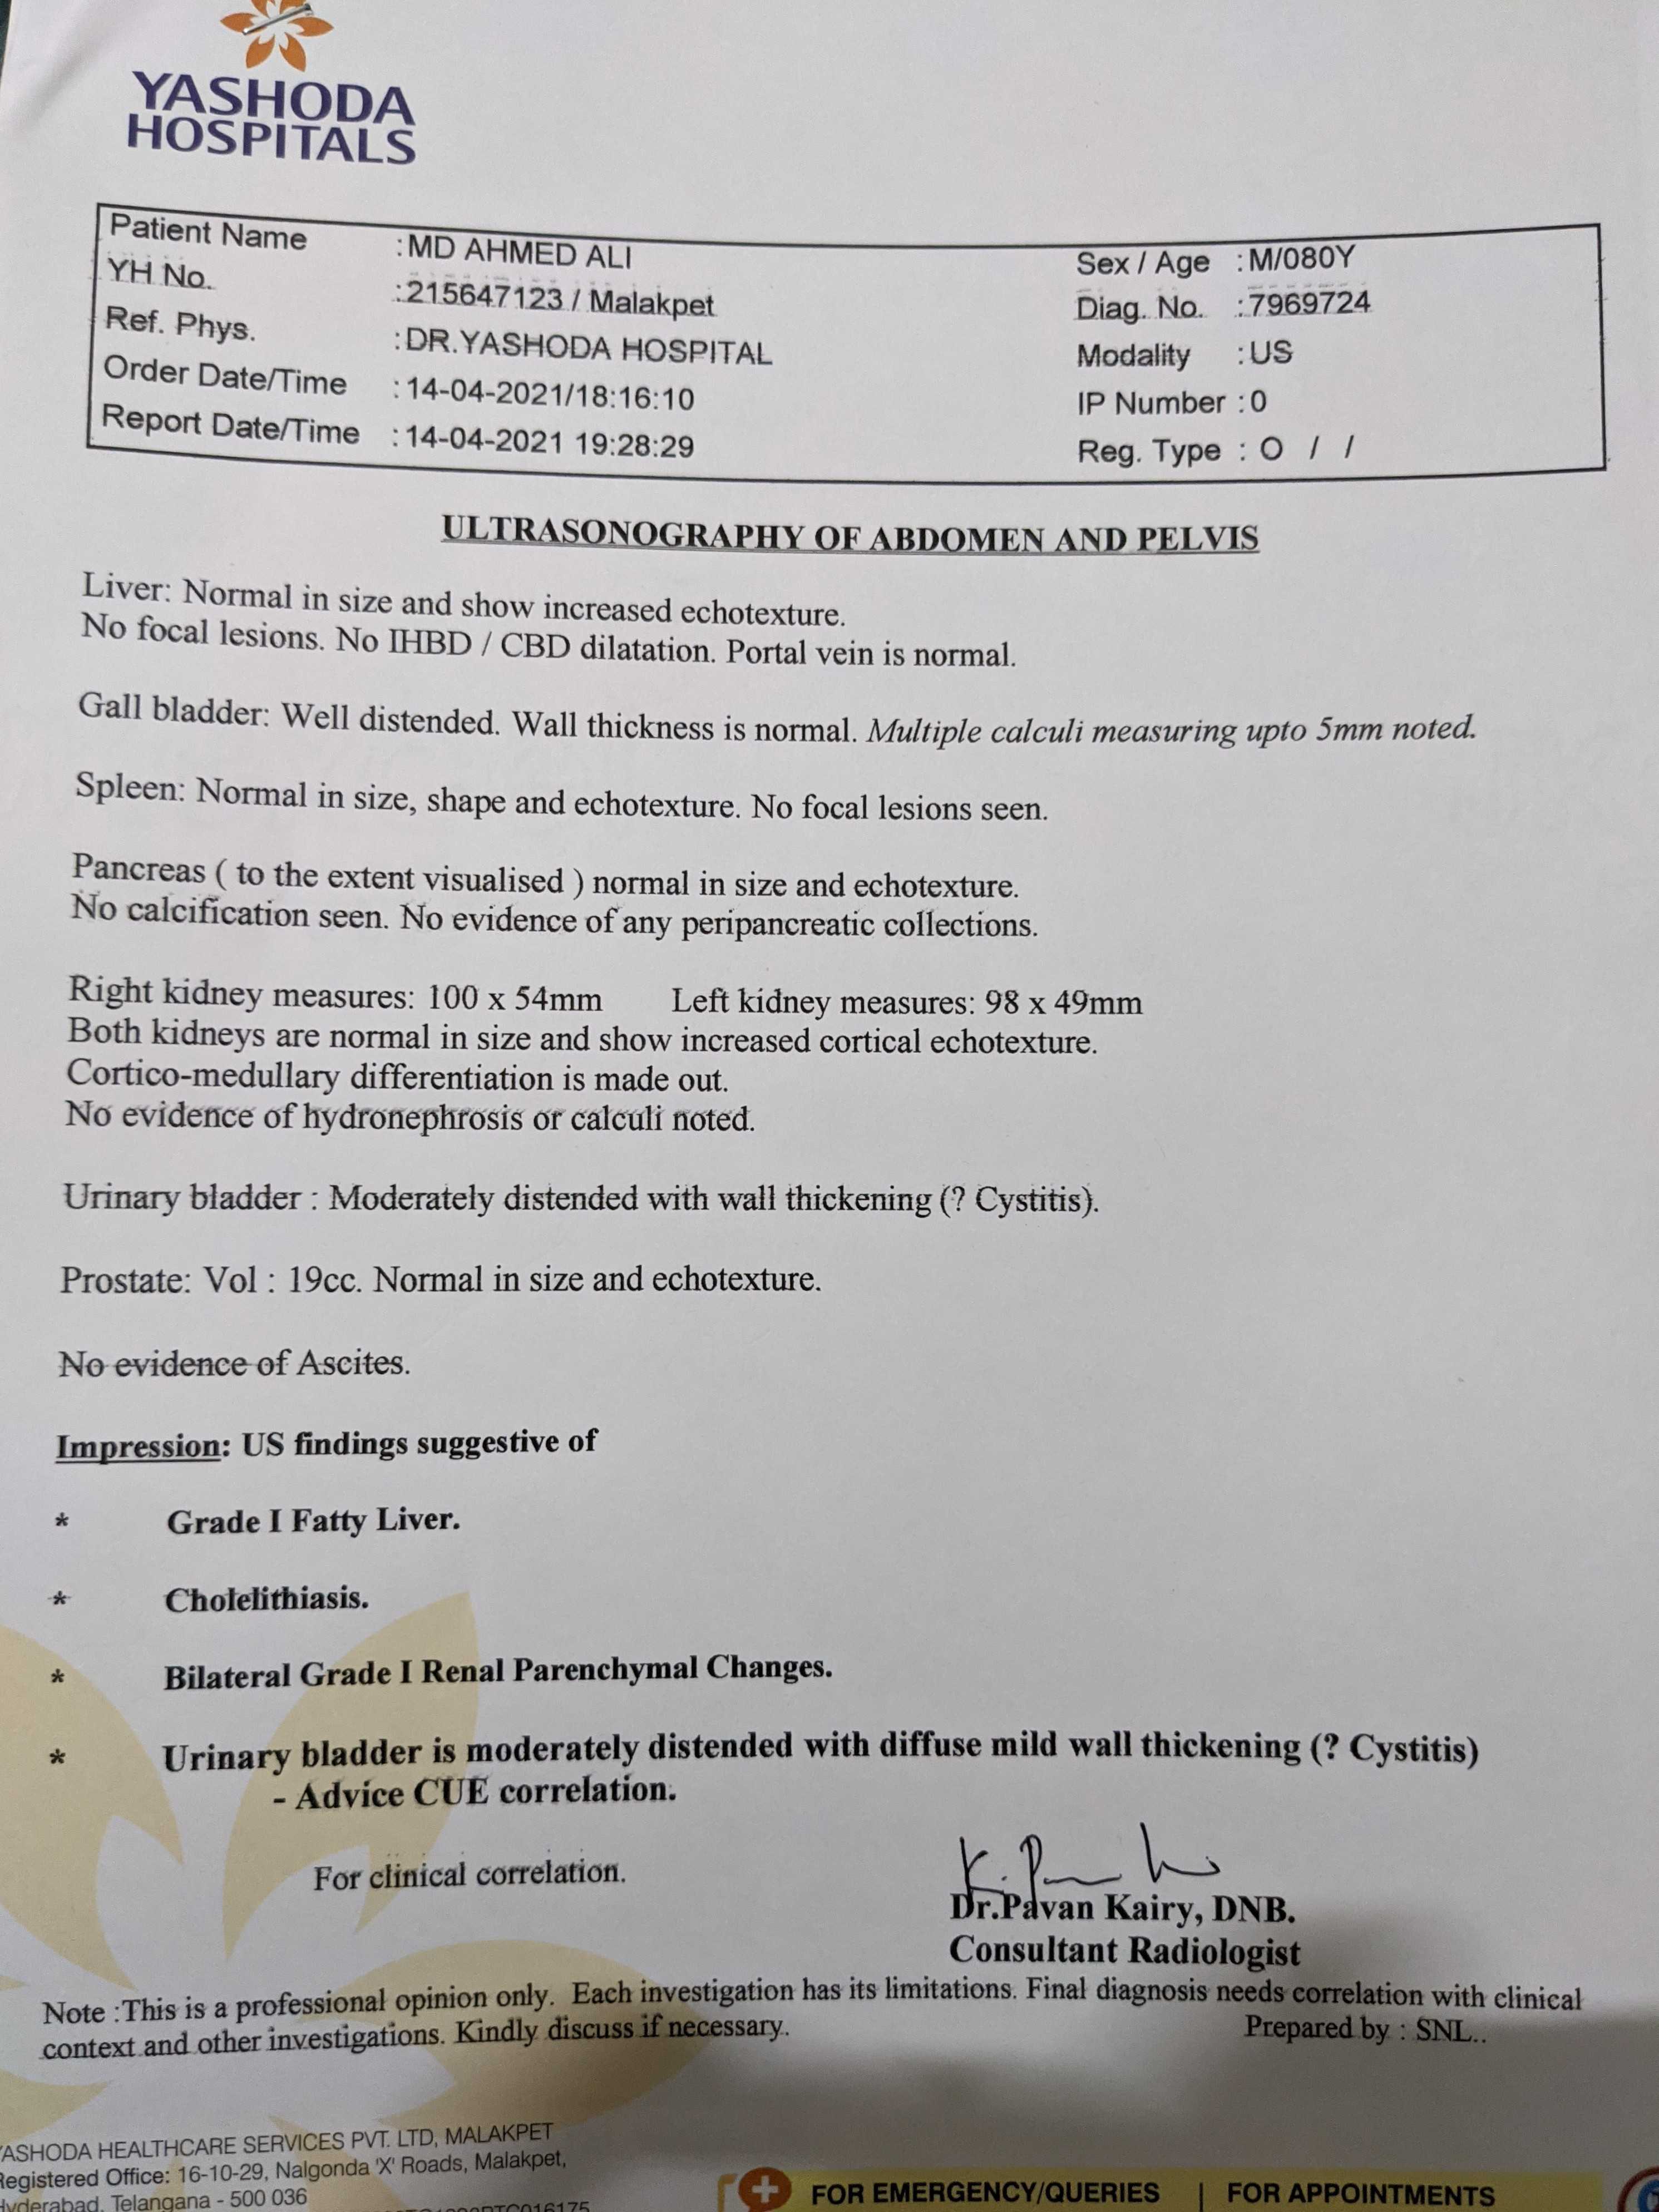 YASHODA
HOSPITALS
Patient Name :MD AHMED ALI Sex / Age :M/080Y
YH No. :215647123 / Malakpet Diag. No. :7969724
Ref. Phys. :DR.YASHODA HOSPITAL Modality :US
Order Date/Time :14-04-2021/18:16:10 IP Number :0
Report Date/Time :14-04-2021 19:28:29 Reg. Type : O / /
ULTRASONOGRAPHY OF ABDOMEN AND PELVIS
Liver: Normal in size and show increased echotexture.
No focal lesions. No IHBD / CBD dilatation. Portal vein is normal.
Gall bladder: Well distended. Wall thickness is normal. Multiple calculi measuring upto 5mm noted.
Spleen: Normal in size, shape and echotexture. No focal lesions seen.
Pancreas ( to the extent visualised ) normal in size and echotexture.
No calcification seen. No evidence of any peripancreatic collections.
Right kidney measures: 100 x 54mm Left kidney measures: 98 x 49mm
Both kidneys are normal in size and show increased cortical echotexture.
Cortico-medullary differentiation is made out.
No evidence of hydronephrosis or calculi noted.
Urinary bladder : Moderately distended with wall thickening (? Cystitis).
Prostate: Vol : 19cc. Normal in size and echotexture.
No evidence of Ascites.
Impression: US findings suggestive of
* Grade I Fatty Liver.
* Cholelithiasis.
* Bilateral Grade I Renal Parenchymal Changes.
* Urinary bladder is moderately distended with diffuse mild wall thickening (? Cystitis)
- Advice CUE correlation.
For clinical correlation.
Dr.Pavan Kairy, DNB.
Consultant Radiologist
Note :This is a professional opinion only. Each investigation has its limitations. Final diagnosis needs correlation with clinical
context and other investigations. Kindly discuss if necessary. Prepared by : SNL..
YASHODA HEALTHCARE SERVICES PVT. LTD, MALAKPET
Registered Office: 16-10-29, Nalgonda 'X' Roads, Malakpet,
Hyderabad, Telangana - 500 036
FOR EMERGENCY/QUERIES | FOR APPOINTMENTS